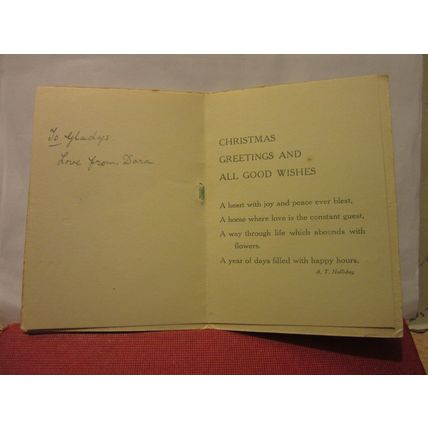 To Gladys
Love from Dora
CHRISTMAS
GREETINGS AND
ALL GOOD WISHES
A heart with joy and peace ever blest,
A home where love is the constant guest,
A way through life which abounds with
flowers.
A year of days filled with happy hours.
A. T. Halliday